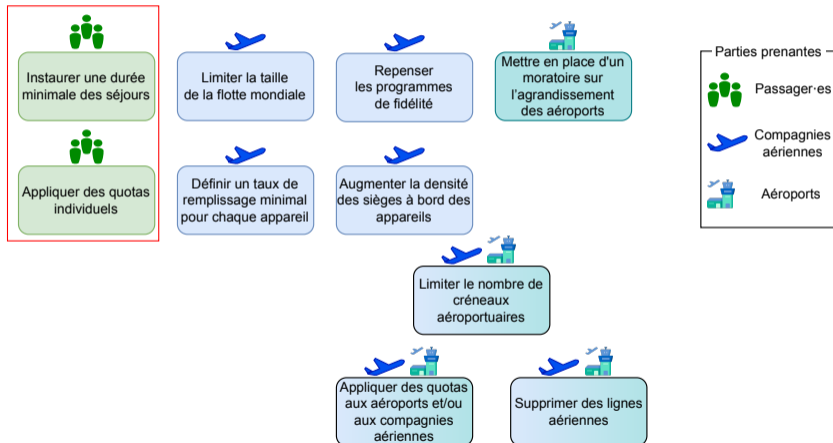 Instaurer une durée
minimale des séjours
Limiter la taille
de la flotte mondiale
Repenser
les programmes
de fidélité
Mettre en place d'un
moratoire sur
l'agrandissement
des aéroports
Appliquer des quotas
individuels
Définir un taux de
remplissage minimal
pour chaque appareil
Augmenter la densité
des sièges à bord des
appareils
Limiter le nombre de
créneaux
aéroportuaires
Appliquer des quotas
aux aéroports et/ou
aux compagnies
aériennes
Supprimer des lignes
aériennes
Parties prenantes
Passager·es
Compagnies
aériennes
Aéroports